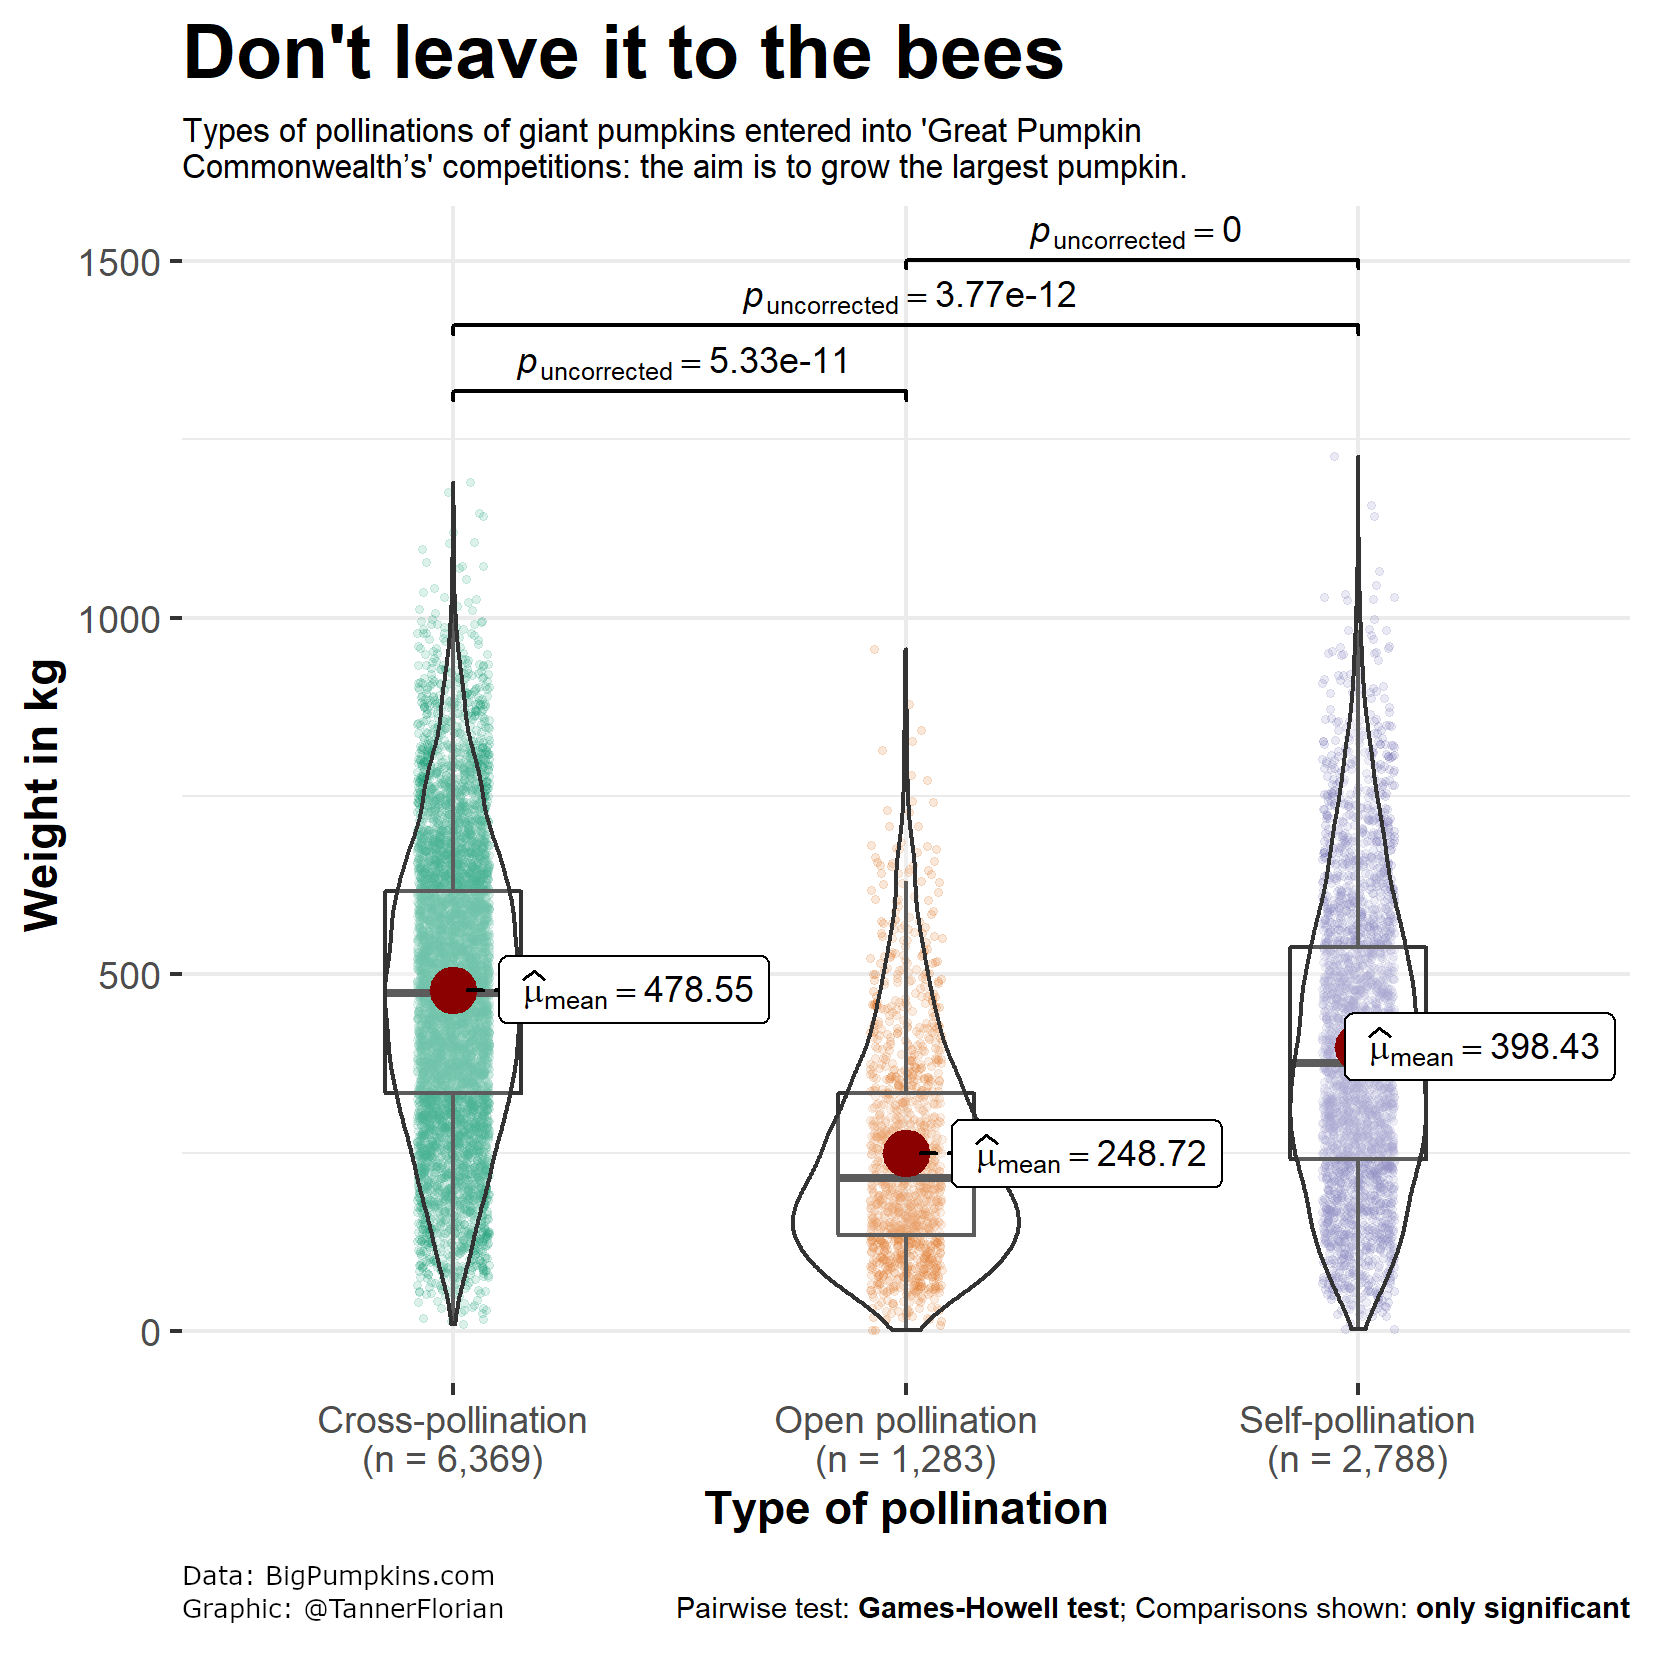 Don't leave it to the bees
Types of pollinations of giant pumpkins entered into 'Great Pumpkin
Commonwealth’s' competitions: the aim is to grow the largest pumpkin.
p uncorrected = 0
p uncorrected = 3.77e-12
p uncorrected = 5.33e-11
1500
1000
500
0
Weight in kg
μ̂ mean = 478.55
μ̂ mean = 248.72
μ̂ mean = 398.43
Cross-pollination
(n = 6,369)
Open pollination
(n = 1,283)
Self-pollination
(n = 2,788)
Type of pollination
Data: BigPumpkins.com
Graphic: @TannerFlorian
Pairwise test: Games-Howell test; Comparisons shown: only significant